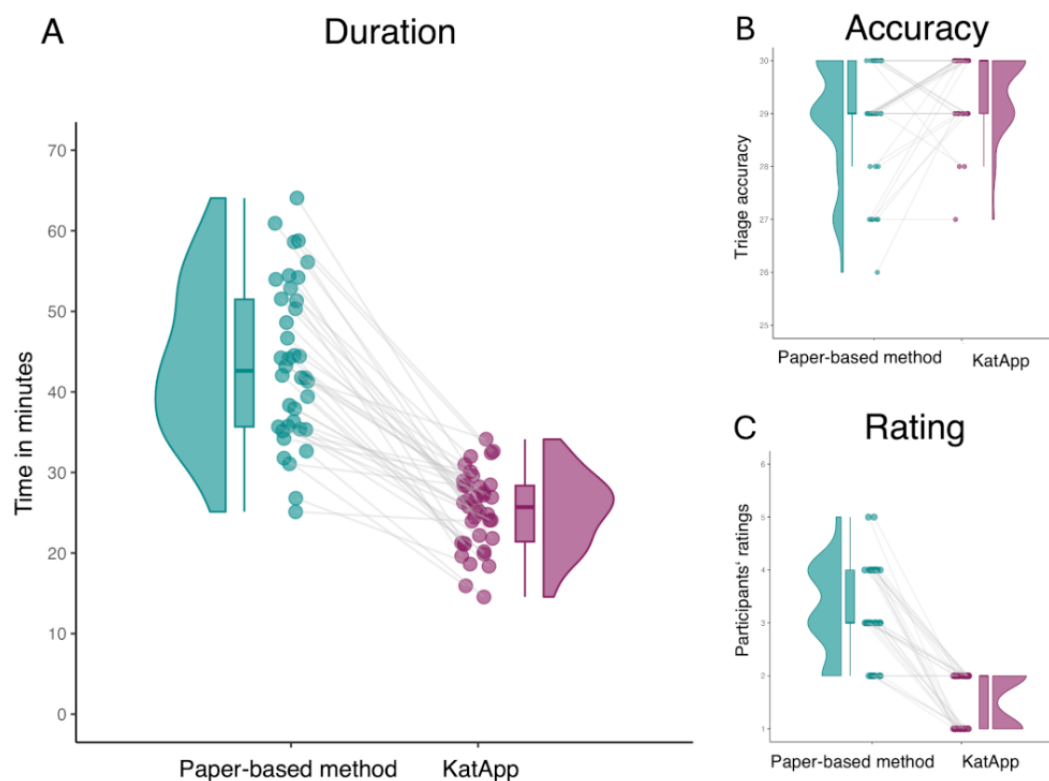 A
Duration
Time in minutes
70
60
50
40
30
20
10
0
Paper-based method
KatApp
B
Accuracy
Triage accuracy
30
29
28
27
26
25
Paper-based method
KatApp
C
Rating
Participants‘ ratings
6
5
4
3
2
1
Paper-based method
KatApp